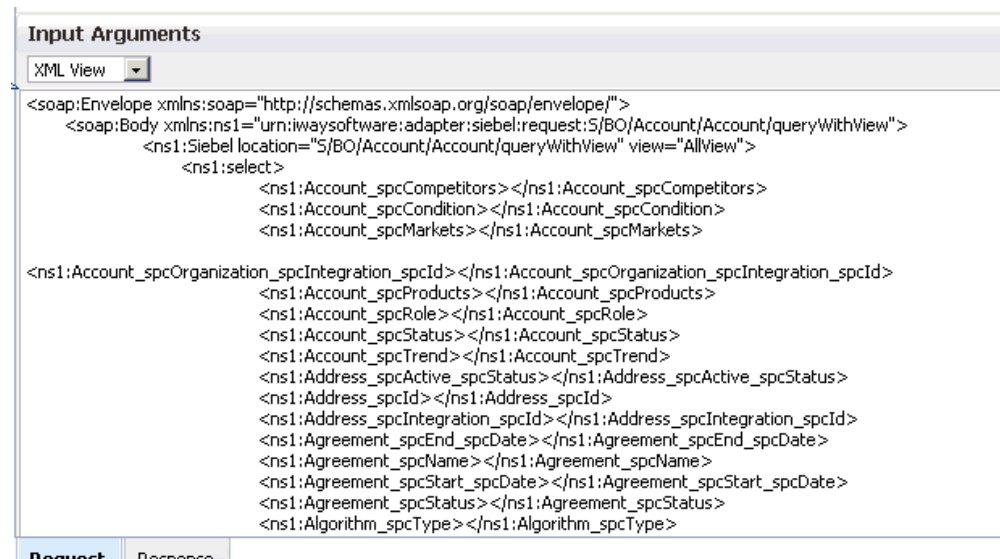 Input Arguments
XML View
<soap:Envelope xmlns:soap="http://schemas.xmlsoap.org/soap/envelope/">
<soap:Body xmlns:ns1="urn:iwaysoftware:adapter:siebel:request:S/BO/Account/Account/queryWithView">
<ns1:Siebel location="S/BO/Account/Account/queryWithView" view="AllView">
<ns1:select>
<ns1:Account_spcCompetitors></ns1:Account_spcCompetitors>
<ns1:Account_spcCondition></ns1:Account_spcCondition>
<ns1:Account_spcMarkets></ns1:Account_spcMarkets>
<ns1:Account_spcOrganization_spcIntegration_spcId></ns1:Account_spcOrganization_spcIntegration_spcId>
<ns1:Account_spcProducts></ns1:Account_spcProducts>
<ns1:Account_spcRole></ns1:Account_spcRole>
<ns1:Account_spcStatus></ns1:Account_spcStatus>
<ns1:Account_spcTrend></ns1:Account_spcTrend>
<ns1:Address_spcActive_spcStatus></ns1:Address_spcActive_spcStatus>
<ns1:Address_spcId></ns1:Address_spcId>
<ns1:Address_spcIntegration_spcId></ns1:Address_spcIntegration_spcId>
<ns1:Agreement_spcEnd_spcDate></ns1:Agreement_spcEnd_spcDate>
<ns1:Agreement_spcName></ns1:Agreement_spcName>
<ns1:Agreement_spcStart_spcDate></ns1:Agreement_spcStart_spcDate>
<ns1:Agreement_spcStatus></ns1:Agreement_spcStatus>
<ns1:Algorithm_spcType></ns1:Algorithm_spcType>
Request Response